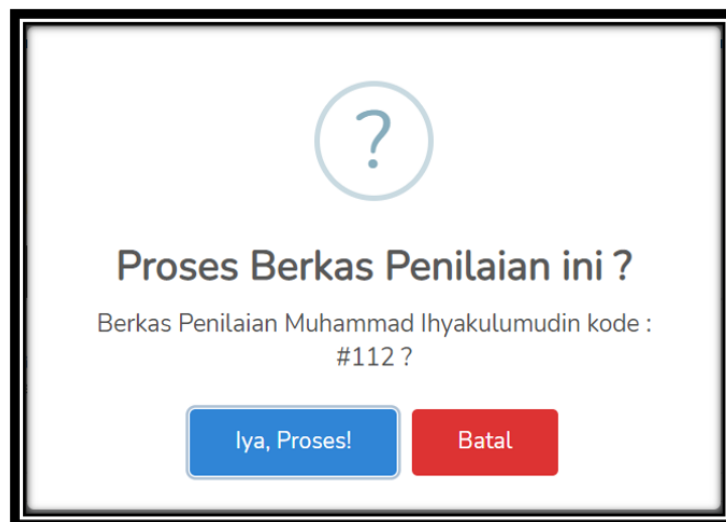 ?
Proses Berkas Penilaian ini ?
Berkas Penilaian Muhammad Ihyakulumudin kode :
#112 ?
Iya, Proses! Batal